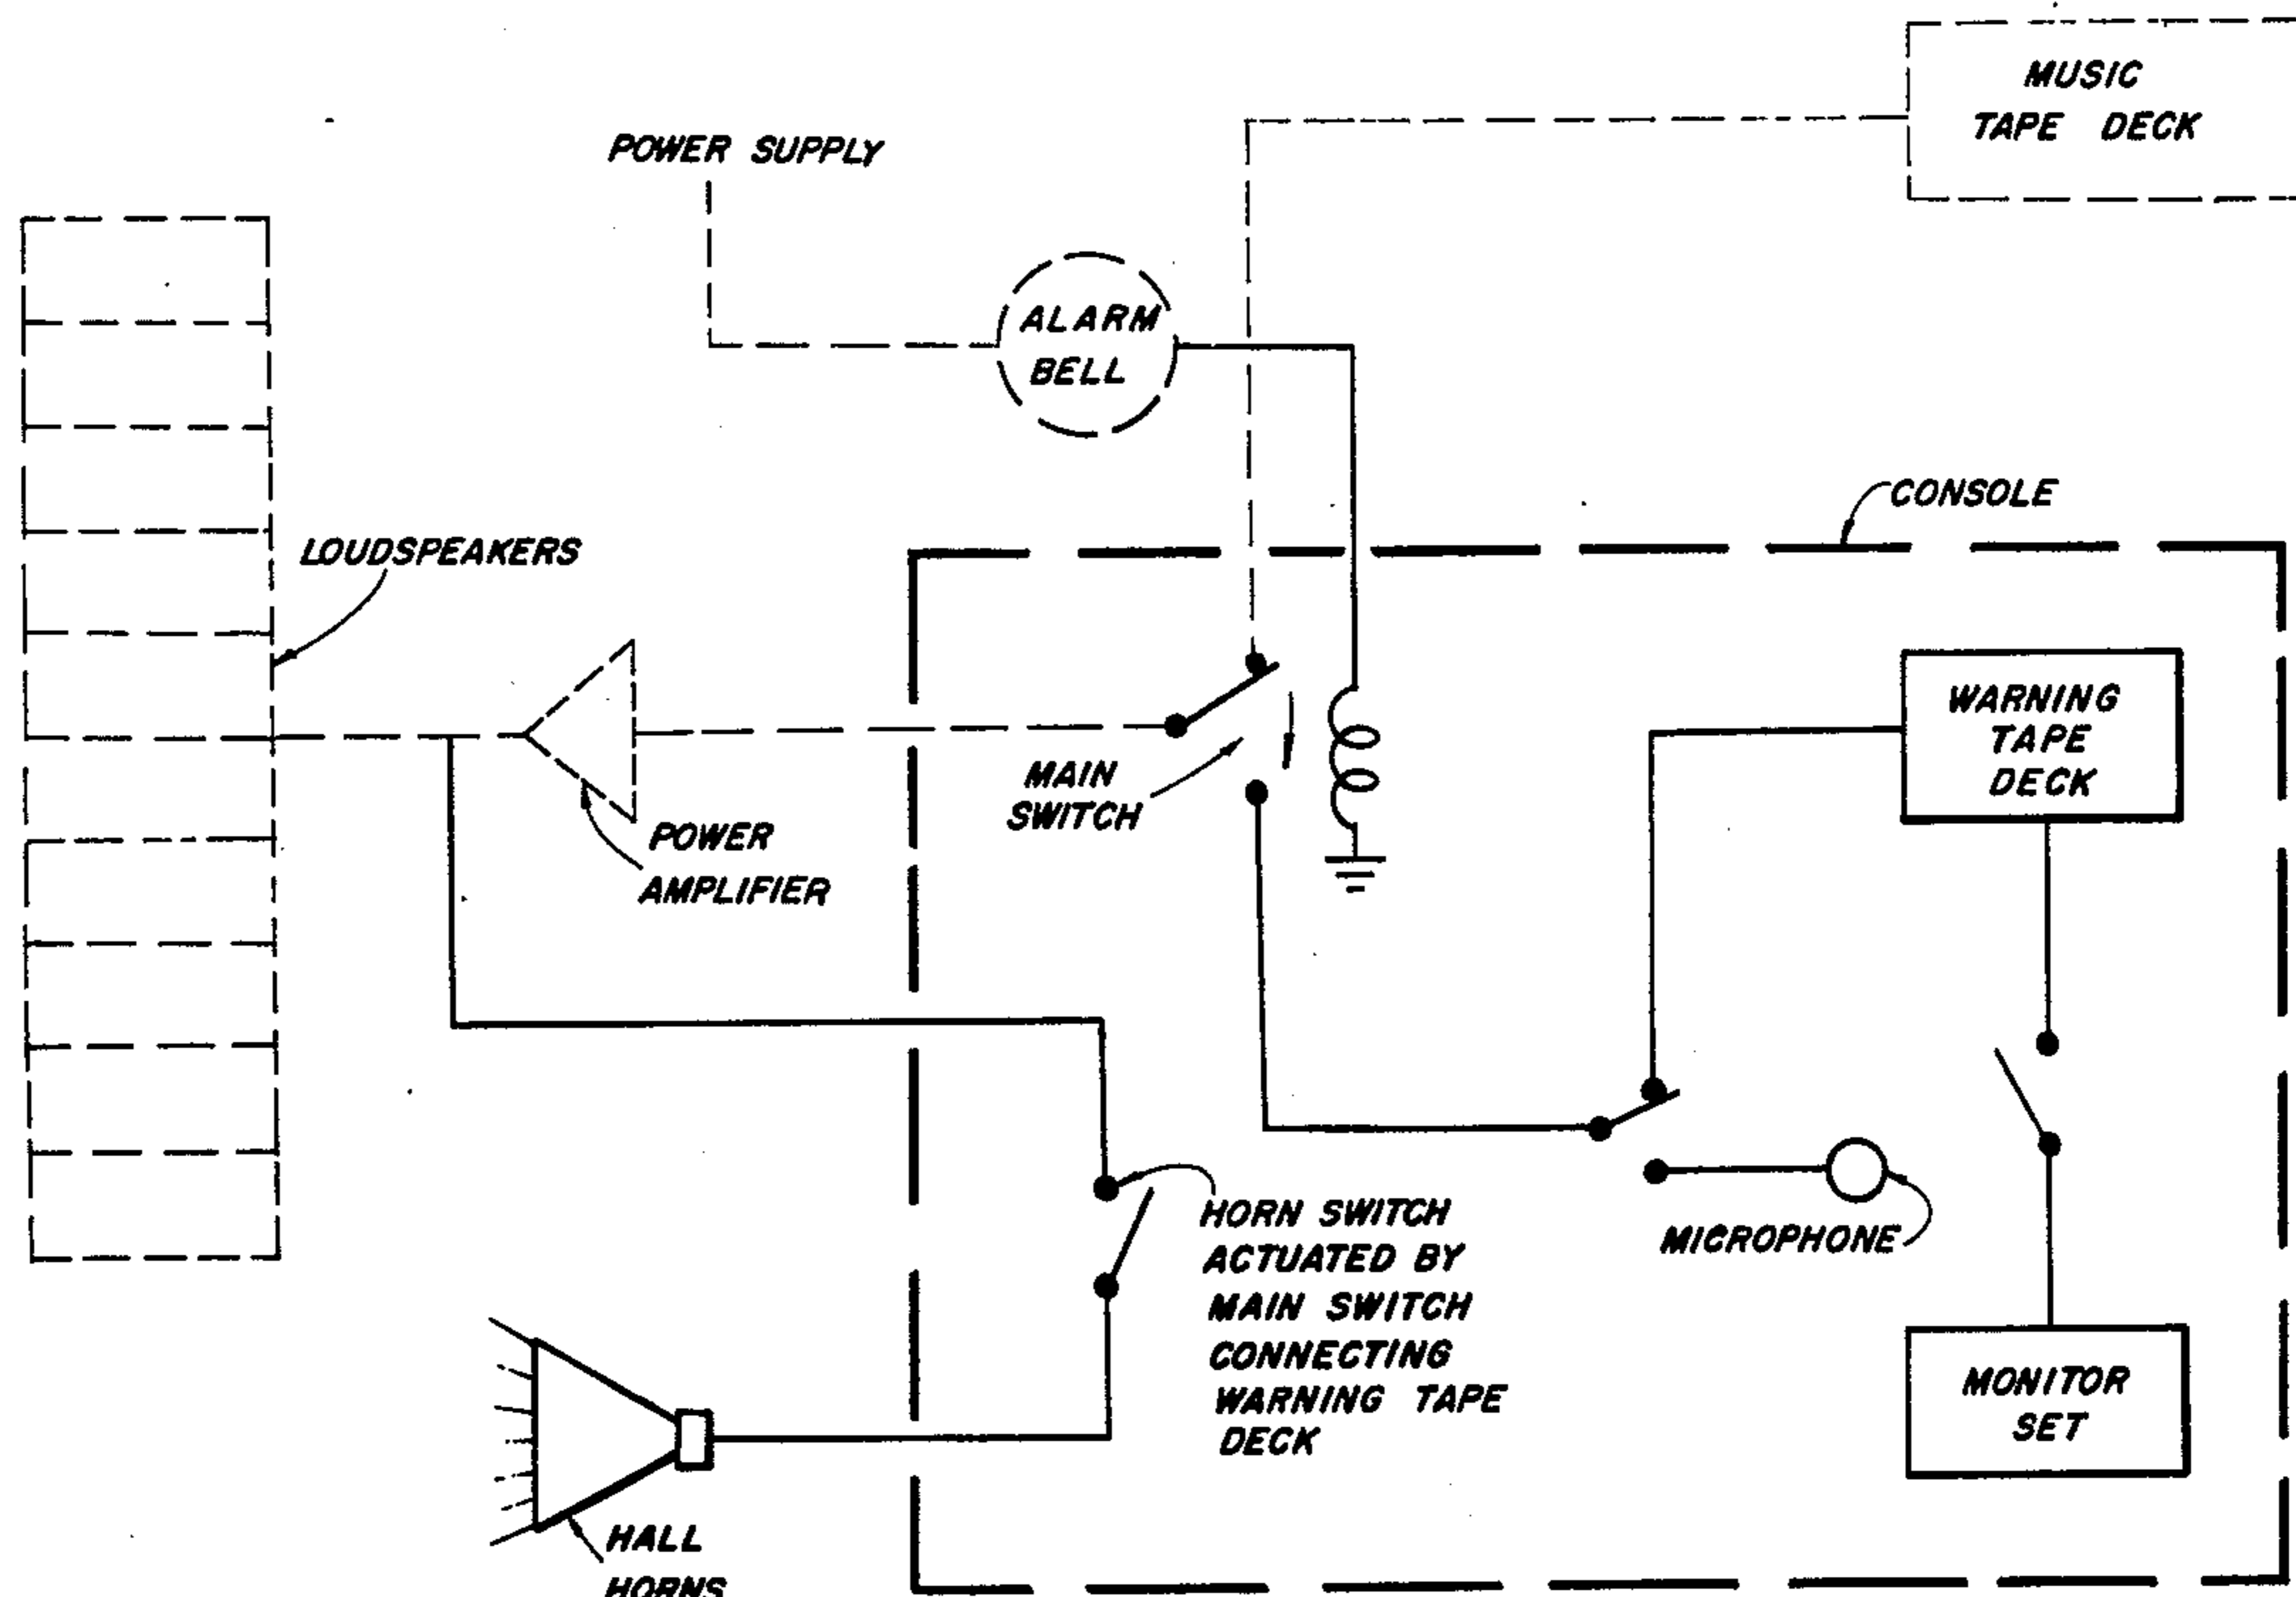 MUSIC
TAPE DECK
POWER SUPPLY
ALARM
BELL
CONSOLE
LOUDSPEAKERS
WARNING
TAPE
DECK
MAIN
SWITCH
POWER
AMPLIFIER
HORN SWITCH
ACTUATED BY
MAIN SWITCH
CONNECTING
WARNING TAPE
DECK
MICROPHONE
MONITOR
SET
HALL
HORNS